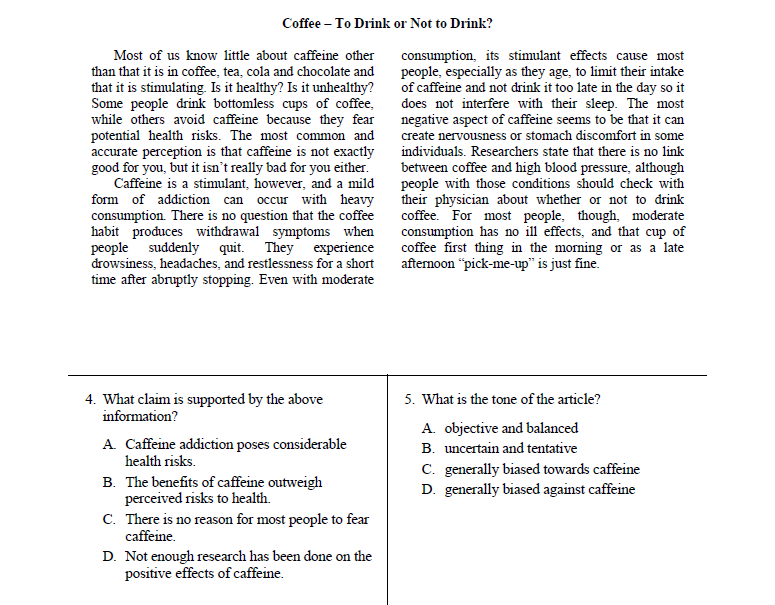 Coffee – To Drink or Not to Drink?
Most of us know little about caffeine other
than that it is in coffee, tea, cola and chocolate and
that it is stimulating. Is it healthy? Is it unhealthy?
Some people drink bottomless cups of coffee,
while others avoid caffeine because they fear
potential health risks. The most common and
accurate perception is that caffeine is not exactly
good for you, but it isn’t really bad for you either.
Caffeine is a stimulant, however, and a mild
form of addiction can occur with heavy
consumption. There is no question that the coffee
habit produces withdrawal symptoms when
people suddenly quit. They experience
drowsiness, headaches, and restlessness for a short
time after abruptly stopping. Even with moderate
consumption, its stimulant effects cause most
people, especially as they age, to limit their intake
of caffeine and not drink it too late in the day so it
does not interfere with their sleep. The most
negative aspect of caffeine seems to be that it can
create nervousness or stomach discomfort in some
individuals. Researchers state that there is no link
between coffee and high blood pressure, although
people with those conditions should check with
their physician about whether or not to drink
coffee. For most people, though, moderate
consumption has no ill effects, and that cup of
coffee first thing in the morning or as a late
afternoon “pick-me-up” is just fine.
4. What claim is supported by the above
information?
A. Caffeine addiction poses considerable
health risks.
B. The benefits of caffeine outweigh
perceived risks to health.
C. There is no reason for most people to fear
caffeine.
D. Not enough research has been done on the
positive effects of caffeine.
5. What is the tone of the article?
A. objective and balanced
B. uncertain and tentative
C. generally biased towards caffeine
D. generally biased against caffeine